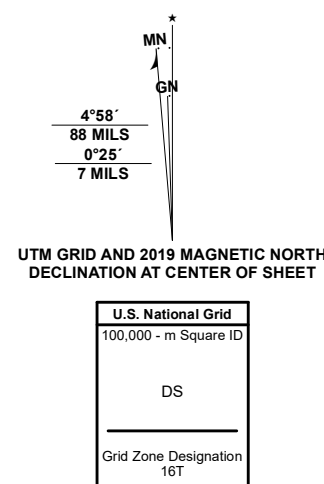 MN
GN
4°58´
88 MILS
0°25´
7 MILS
UTM GRID AND 2019 MAGNETIC NORTH
DECLINATION AT CENTER OF SHEET
U.S. National Grid
100,000 - m Square ID
DS
Grid Zone Designation
16T